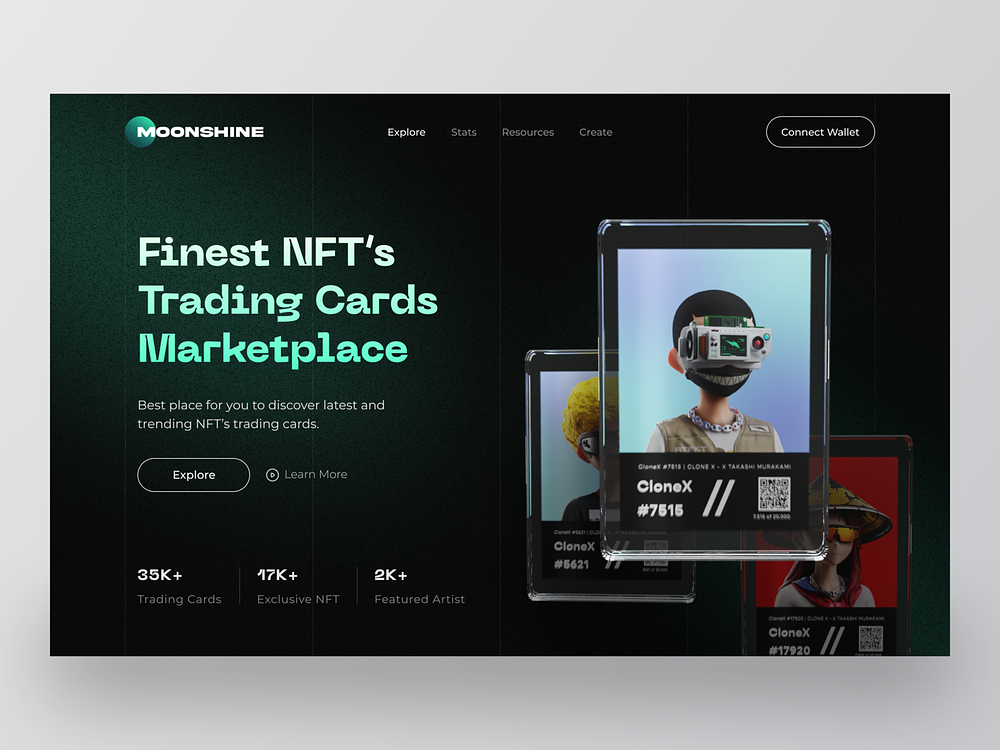 MOONSHINE
Explore Stats Resources Create
Connect Wallet
Finest NFT's
Trading Cards
Marketplace
Best place for you to discover latest and
trending NFT's trading cards.
Explore
Learn More
35K+
Trading Cards
17K+
Exclusive NFT
2K+
Featured Artist
CloneX #7515 | CLONE X - X TAKASHI MURAKAMI
CloneX
#7515
//
7,515 of 20,000
CloneX
#5621
//
CloneX #17920 | CLONE X - X TAKASHI MURAKAMI
CloneX
#17920
//